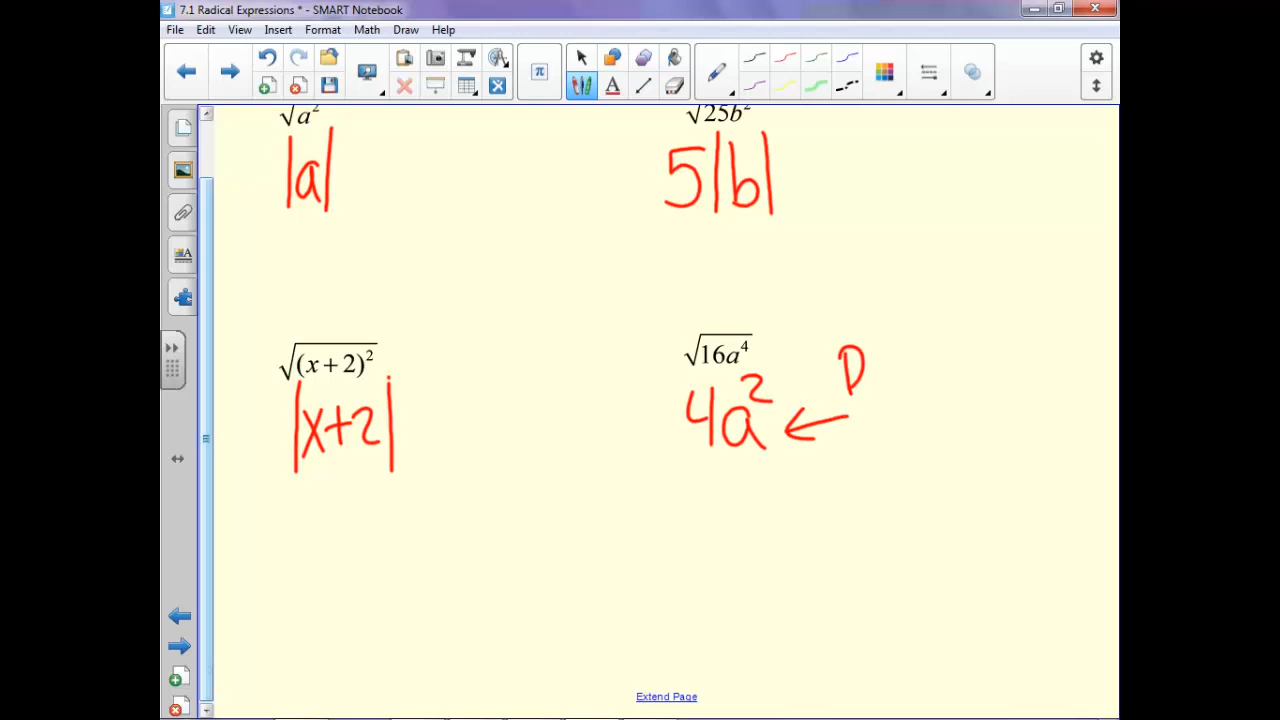 7.1 Radical Expressions * - SMART Notebook
File Edit View Insert Format Math Draw Help
π
A
A
√a²
√25b²
|a|
5|b|
√(x + 2)²
√16a⁴
D
|x+2|
4a² ←
Extend Page